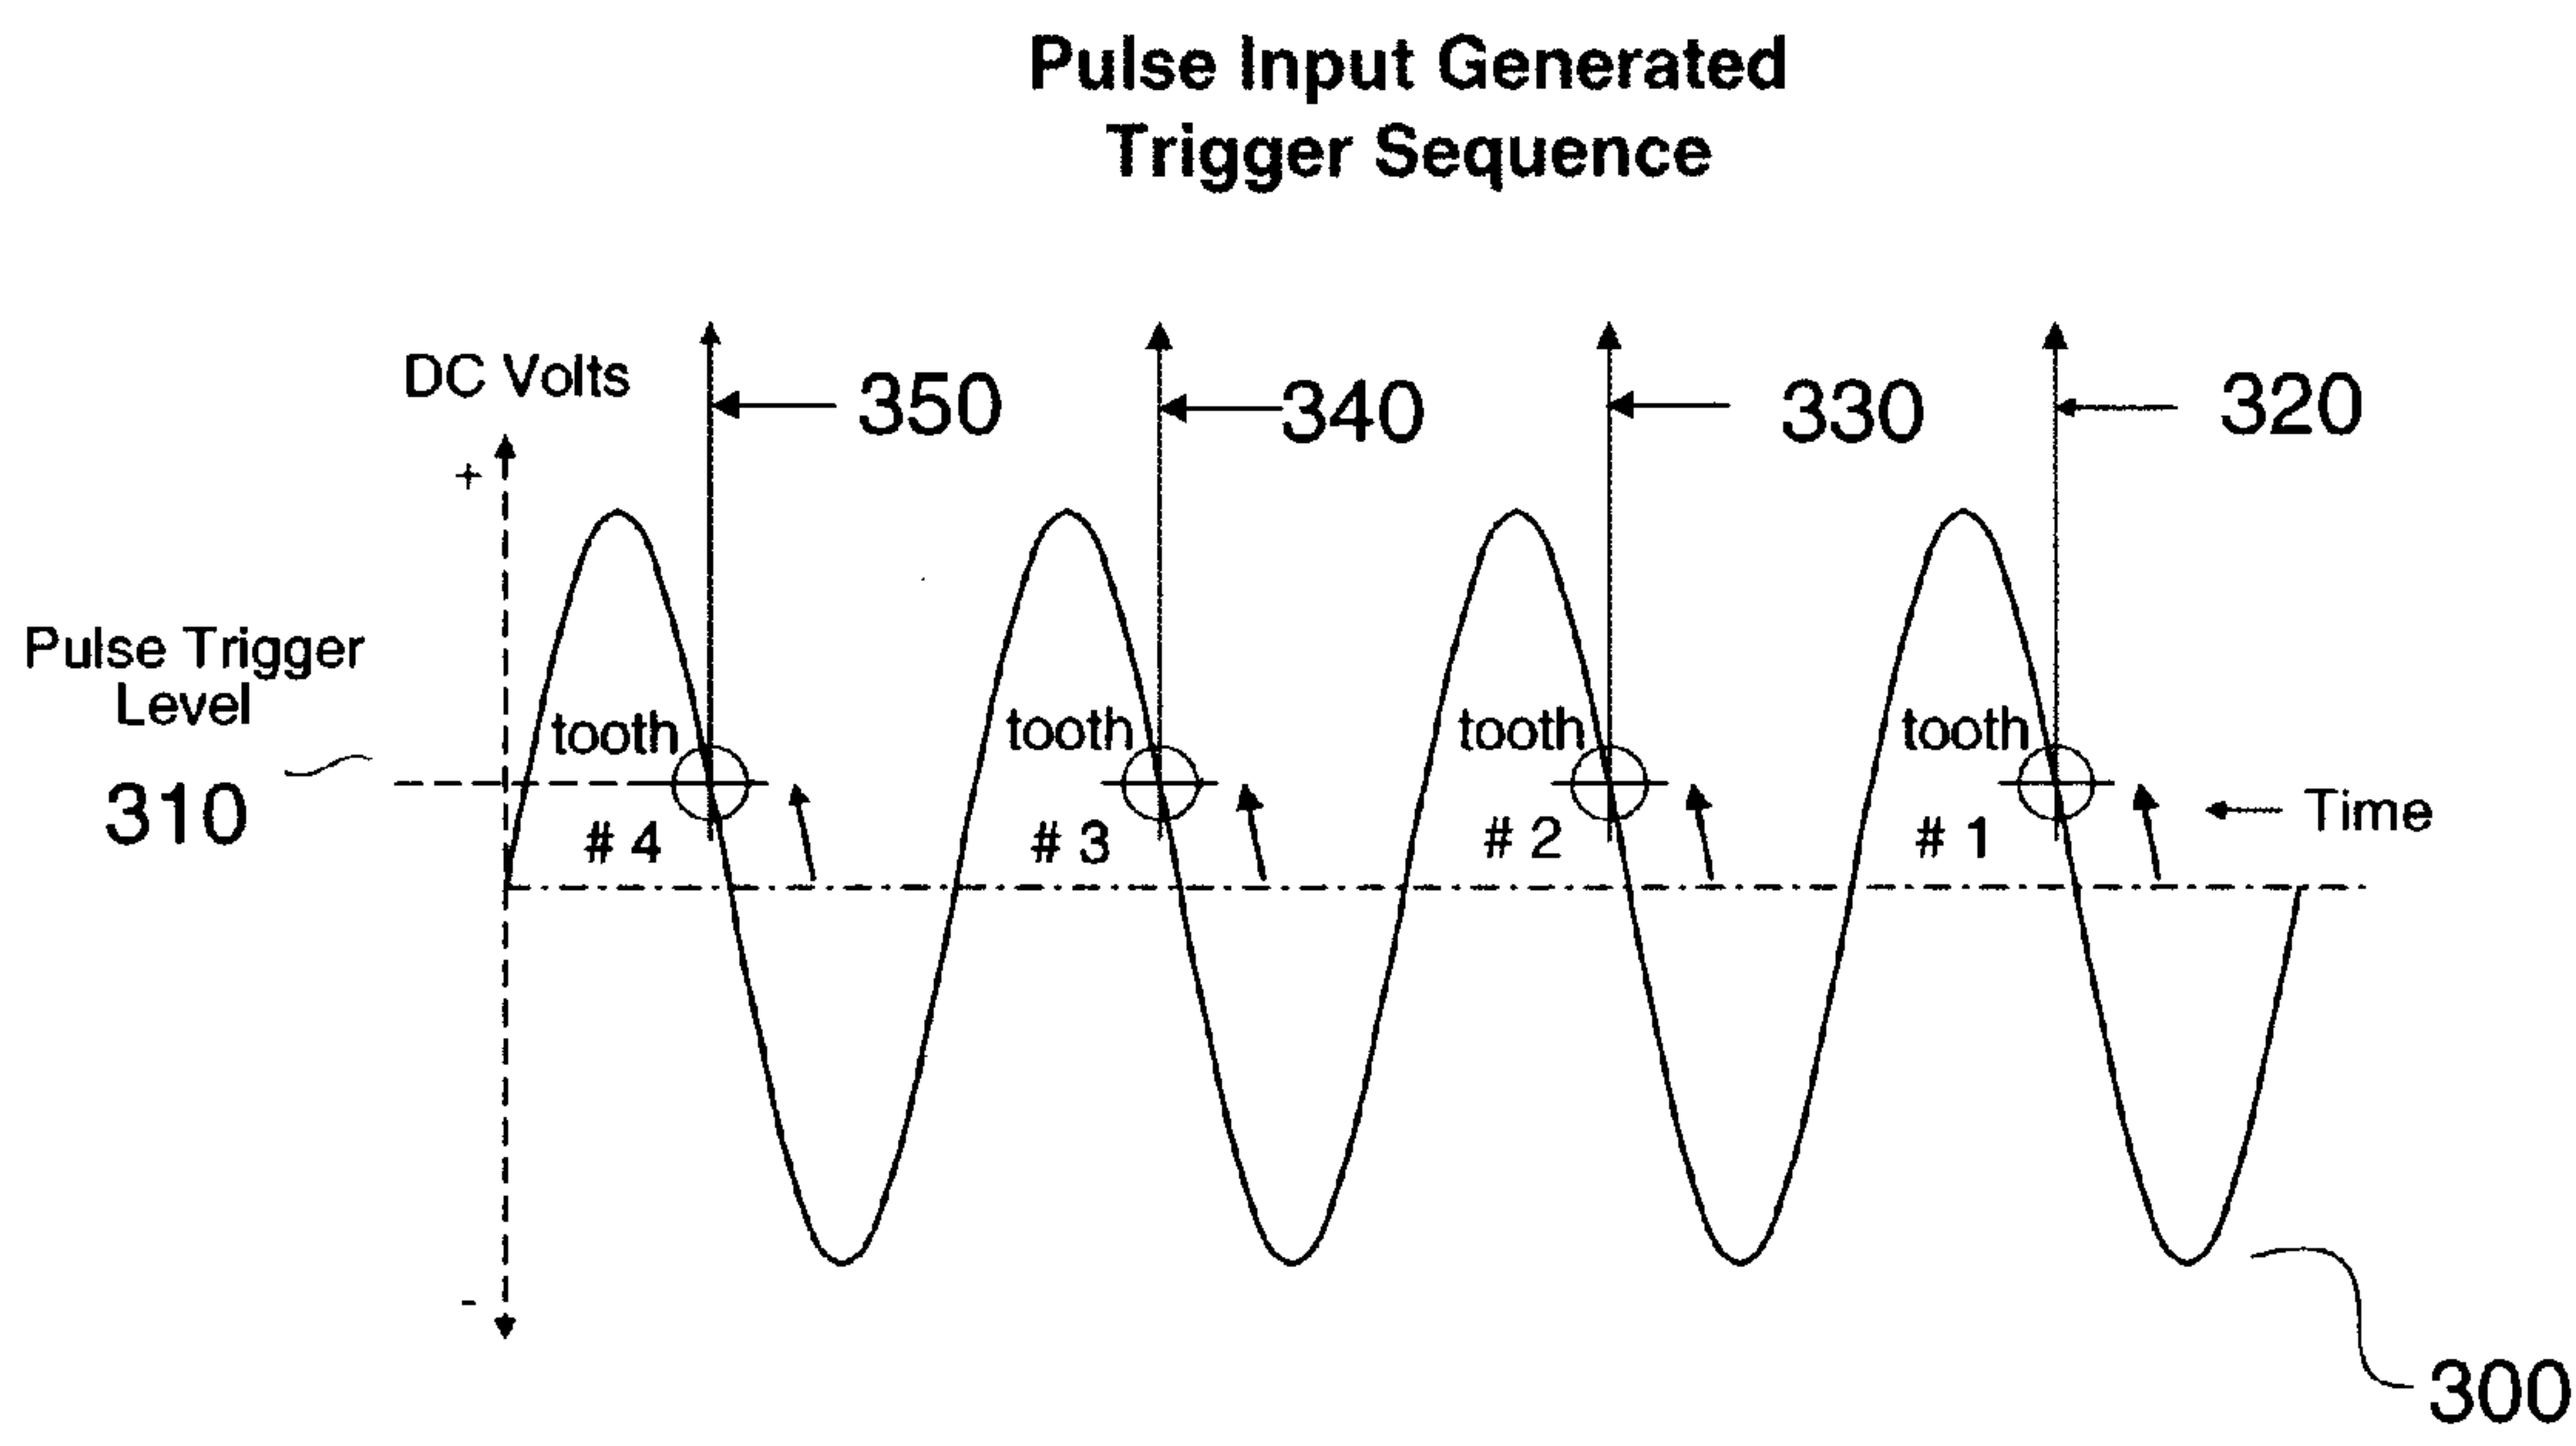 Pulse Input Generated
Trigger Sequence
DC Volts
350
340
330
320
+
Pulse Trigger
Level
310
tooth
# 4
tooth
# 3
tooth
# 2
tooth
# 1
Time
-
300